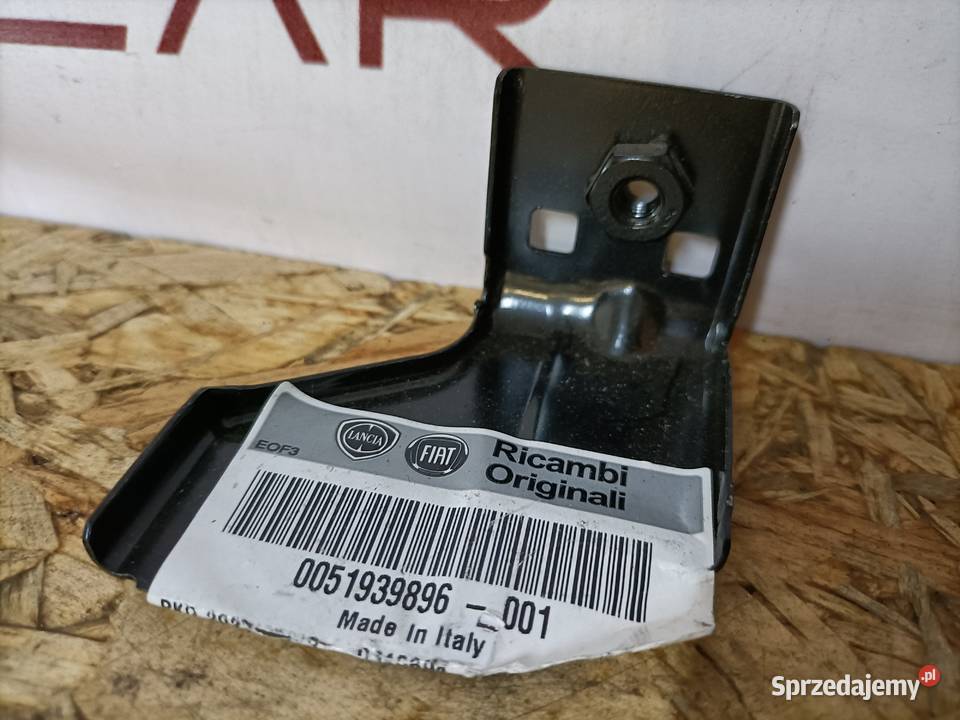 LANCIA
FIAT
Ricambi
Originali
EOF3
0051939896-001
Made in Italy
Sprzedajemy.pl